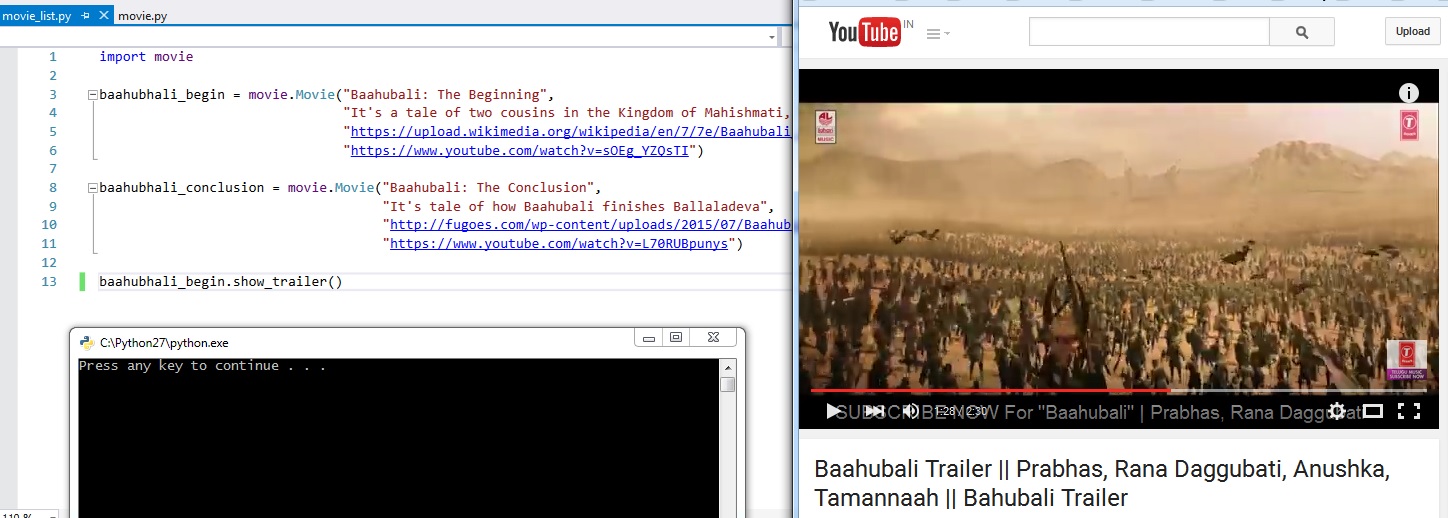 movie_list.py movie.py
1 import movie
2
3 baahubhali_begin = movie.Movie("Baahubali: The Beginning",
4 "It's a tale of two cousins in the Kingdom of Mahishmati,
5 "https://upload.wikimedia.org/wikipedia/en/7/7e/Baahubali
6 "https://www.youtube.com/watch?v=sOEg_YZQsTI")
7
8 baahubhali_conclusion = movie.Movie("Baahubali: The Conclusion",
9 "It's tale of how Baahubali finishes Ballaladeva",
10 "http://fugoes.com/wp-content/uploads/2015/07/Baahub
11 "https://www.youtube.com/watch?v=L70RUBpunys")
12
13 baahubhali_begin.show_trailer()
C:\Python27\python.exe
Press any key to continue . . .
110 %
YouTube IN
Upload
MUSIC
TELUGU MUSIC
SUBSCRIBE NOW
SUBSCRIBE NOW For "Baahubali" | Prabhas, Rana Daggubati
1:28 / 2:30
Baahubali Trailer || Prabhas, Rana Daggubati, Anushka,
Tamannaah || Bahubali Trailer